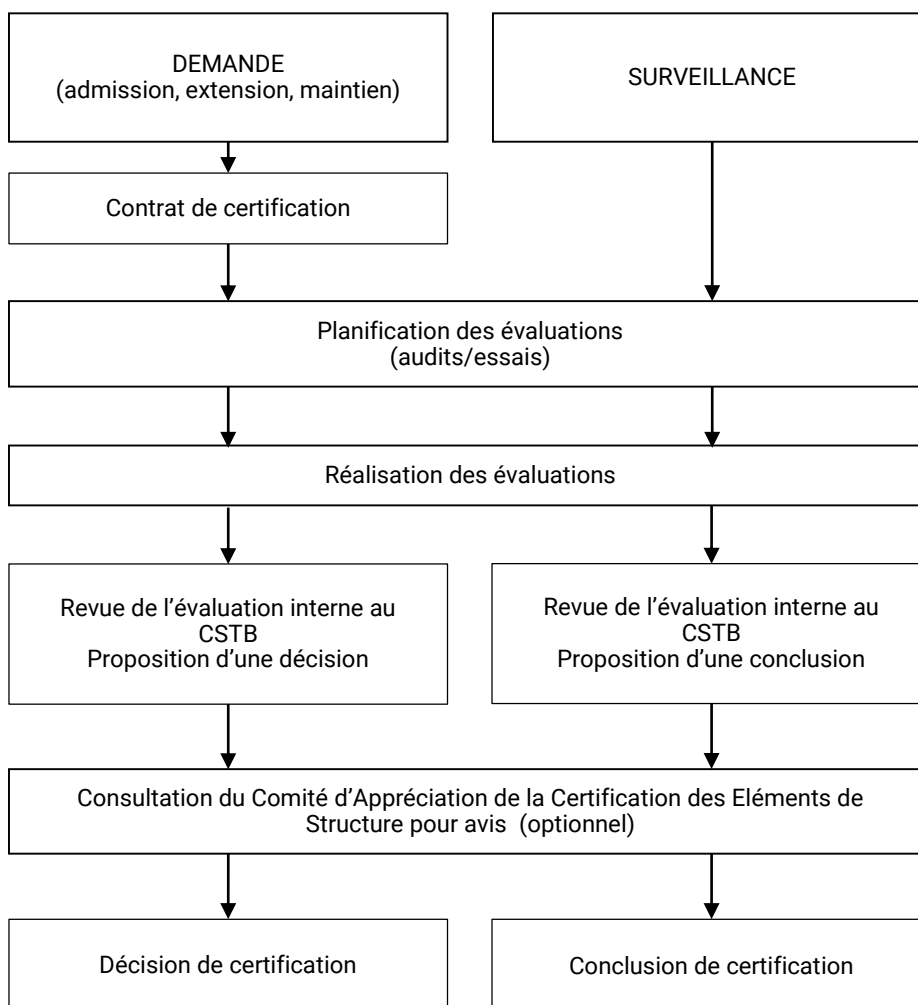 DEMANDE
(admission, extension, maintien)
SURVEILLANCE
Contrat de certification
Planification des évaluations
(audits/essais)
Réalisation des évaluations
Revue de l’évaluation interne au
CSTB
Proposition d’une décision
Revue de l’évaluation interne au
CSTB
Proposition d’une conclusion
Consultation du Comité d’Appréciation de la Certification des Eléments de
Structure pour avis  (optionnel)
Décision de certification
Conclusion de certification